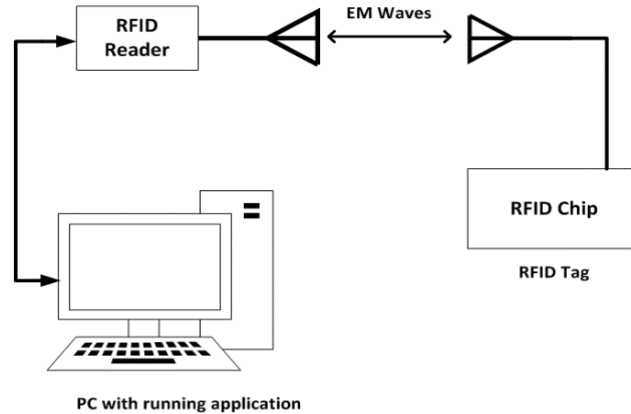 RFID
Reader
EM Waves
RFID Chip
RFID Tag
PC with running application